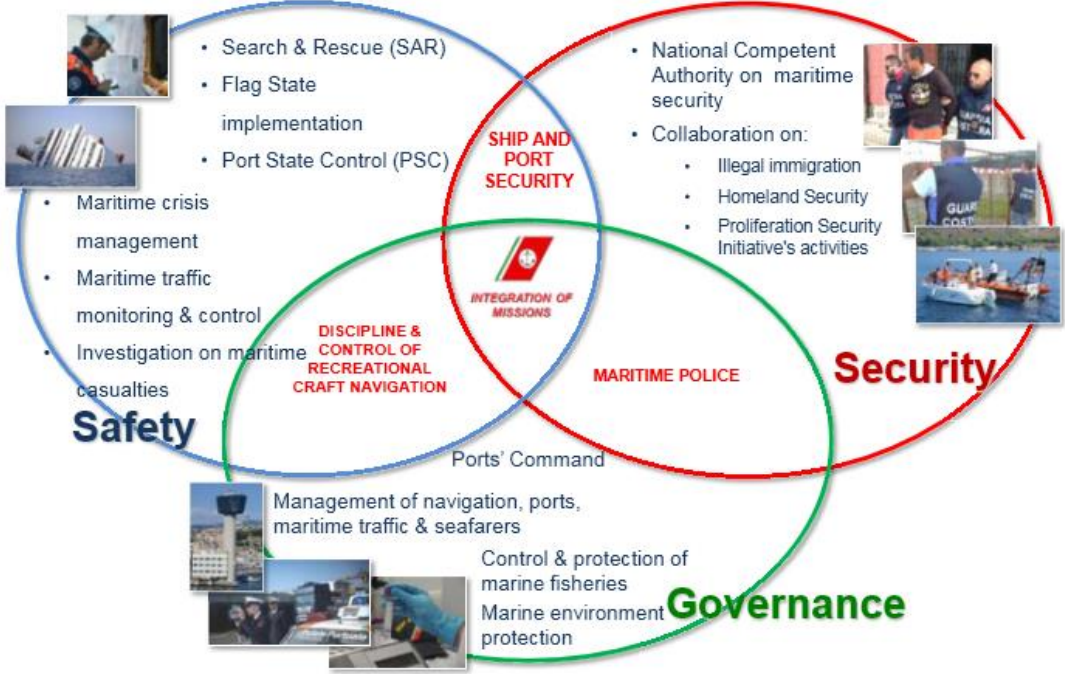 • Search & Rescue (SAR)
• Flag State
implementation
• Port State Control (PSC)
• Maritime crisis
management
• Maritime traffic
monitoring & control
• Investigation on maritime
casualties
Safety
SHIP AND
PORT
SECURITY
• National Competent
Authority on maritime
security
• Collaboration on:
• Illegal immigration
• Homeland Security
• Proliferation Security
Initiative's activities
GUARD
COST
Security
INTEGRATION OF
MISSIONS
DISCIPLINE &
CONTROL OF
RECREATIONAL
CRAFT NAVIGATION
MARITIME POLICE
Ports' Command
Management of navigation, ports,
maritime traffic & seafarers
Control & protection of
marine fisheries
Marine environment
protection
Governance